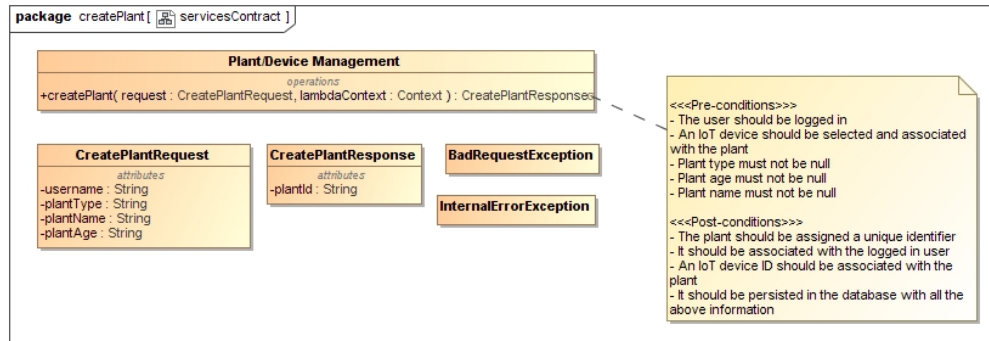 package createPlant [ servicesContract ]
Plant/Device Management
operations
+createPlant( request : CreatePlantRequest, lambdaContext : Context ) : CreatePlantResponse
CreatePlantRequest
attributes
-username : String
-plantType : String
-plantName : String
-plantAge : String
CreatePlantResponse
attributes
-plantId : String
BadRequestException
InternalErrorException
<<<Pre-conditions>>>
- The user should be logged in
- An IoT device should be selected and associated
with the plant
- Plant type must not be null
- Plant age must not be null
- Plant name must not be null
<<<Post-conditions>>>
- The plant should be assigned a unique identifier
- It should be associated with the logged in user
- An IoT device ID should be associated with the
plant
- It should be persisted in the database with all the
above information